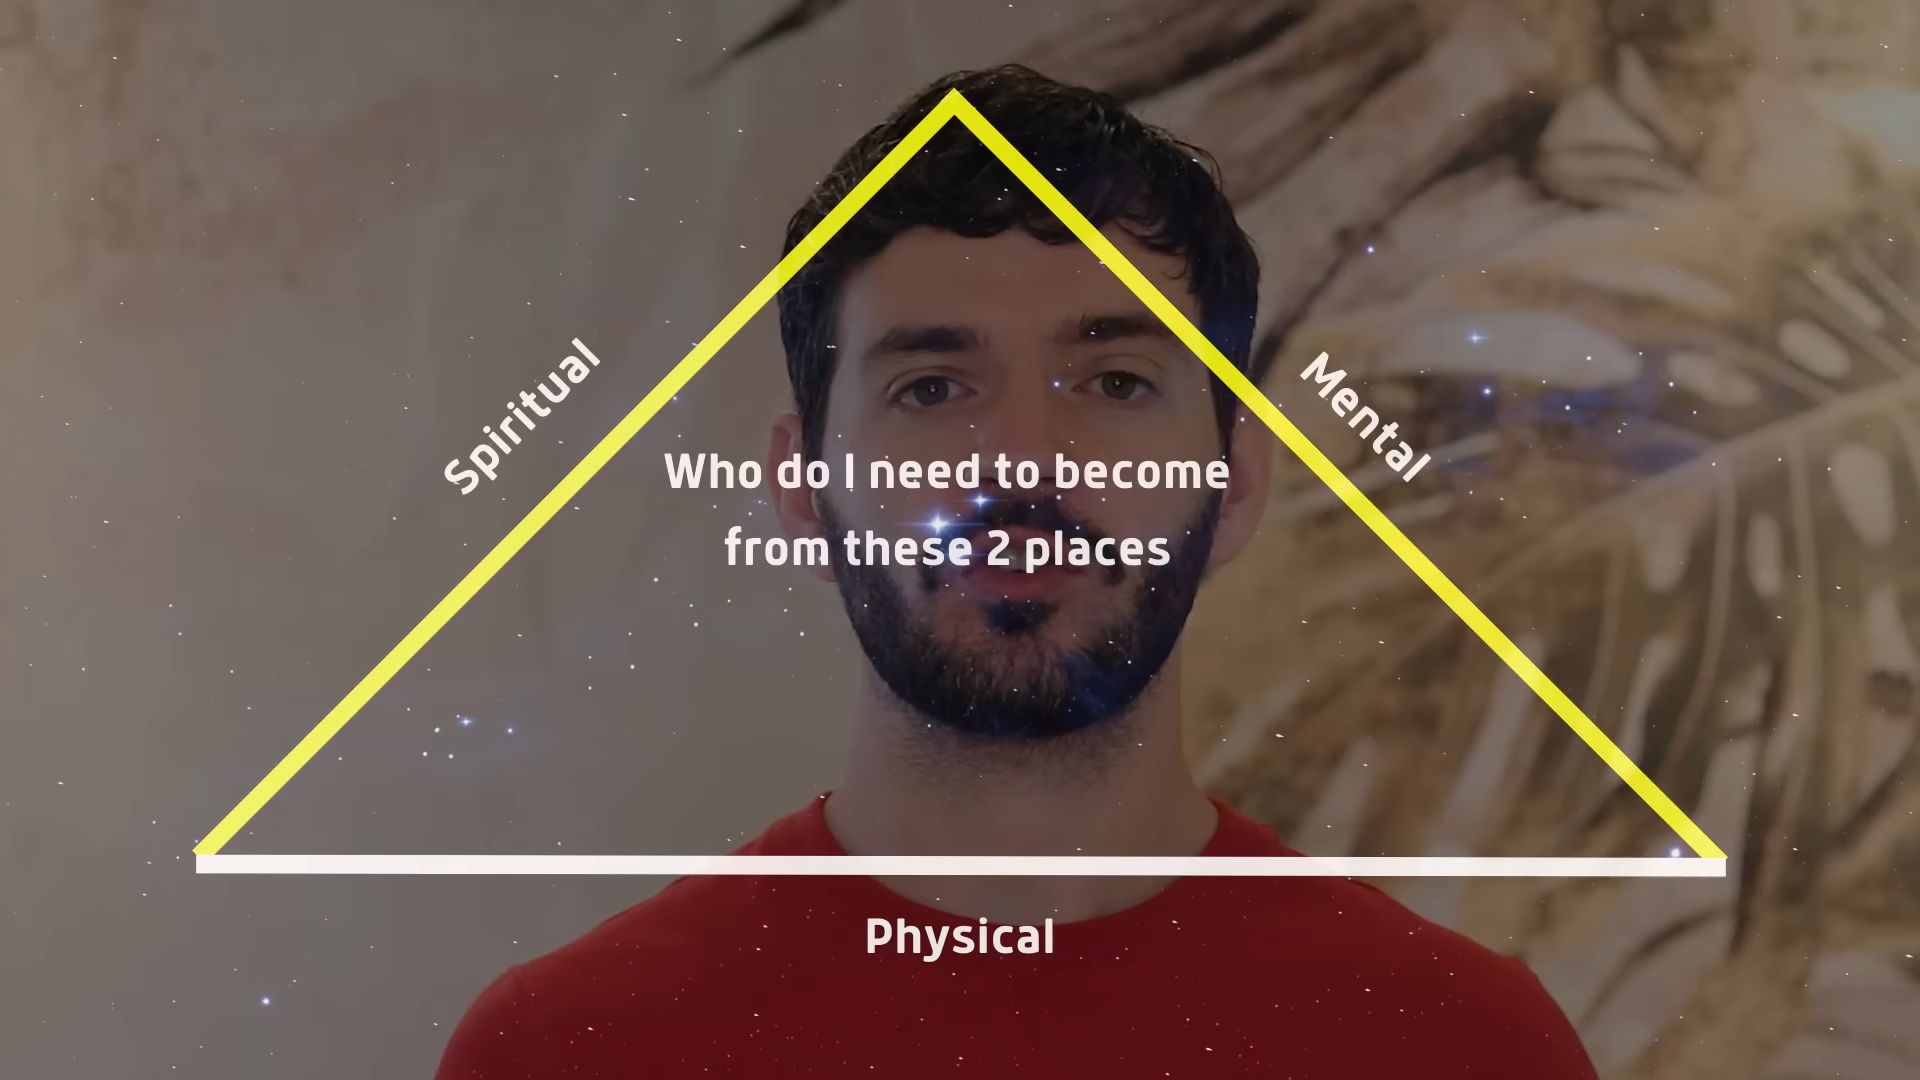 Spiritual
Mental
Who do I need to become
from these 2 places
Physical